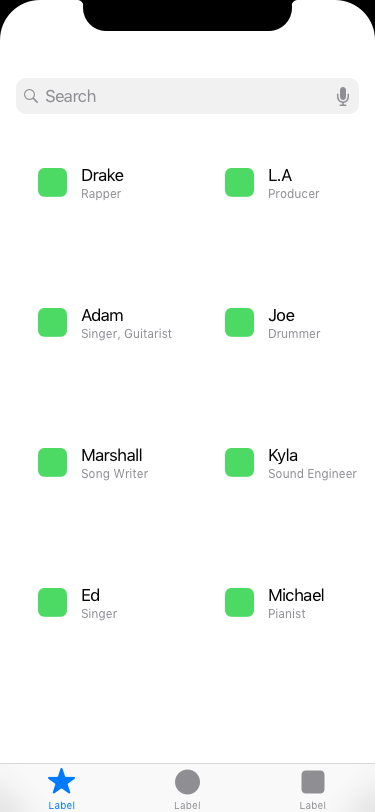 Search
Drake
Rapper
L.A
Producer
Adam
Singer, Guitarist
Joe
Drummer
Marshall
Song Writer
Kyla
Sound Engineer
Ed
Singer
Michael
Pianist
Label
Label
Label